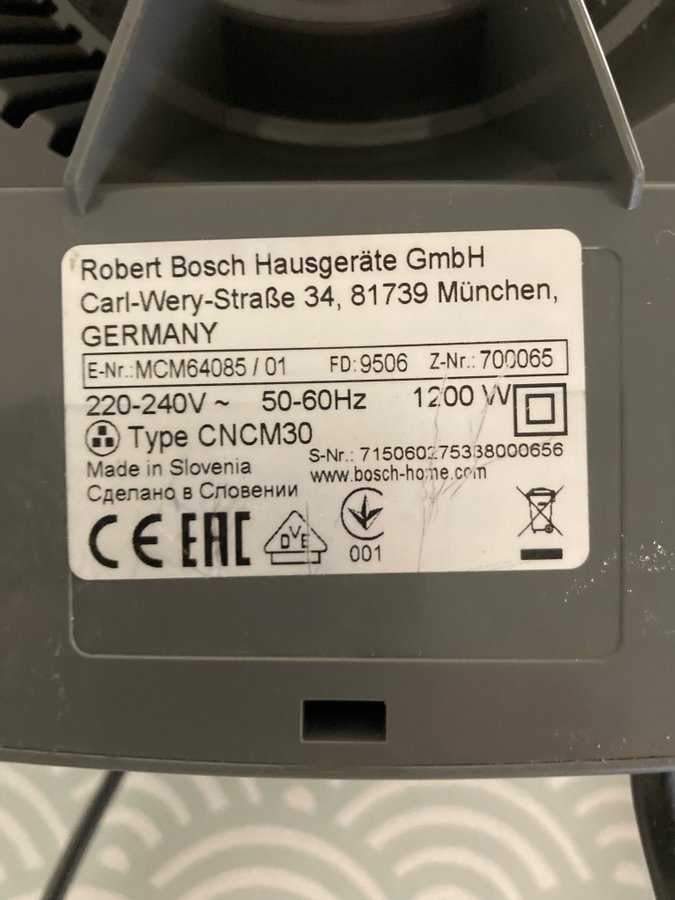 Robert Bosch Hausgeräte GmbH
Carl-Wery-Straße 34, 81739 München,
GERMANY
E-Nr.:MCM64085 / 01 FD:9506 Z-Nr.:700065
220-240V ~ 50-60Hz 1200 W
Type CNCM30
S-Nr.: 715060275338000656
Made in Slovenia
www.bosch-home.com
Сделано в Словении
CE EAC DVE 001